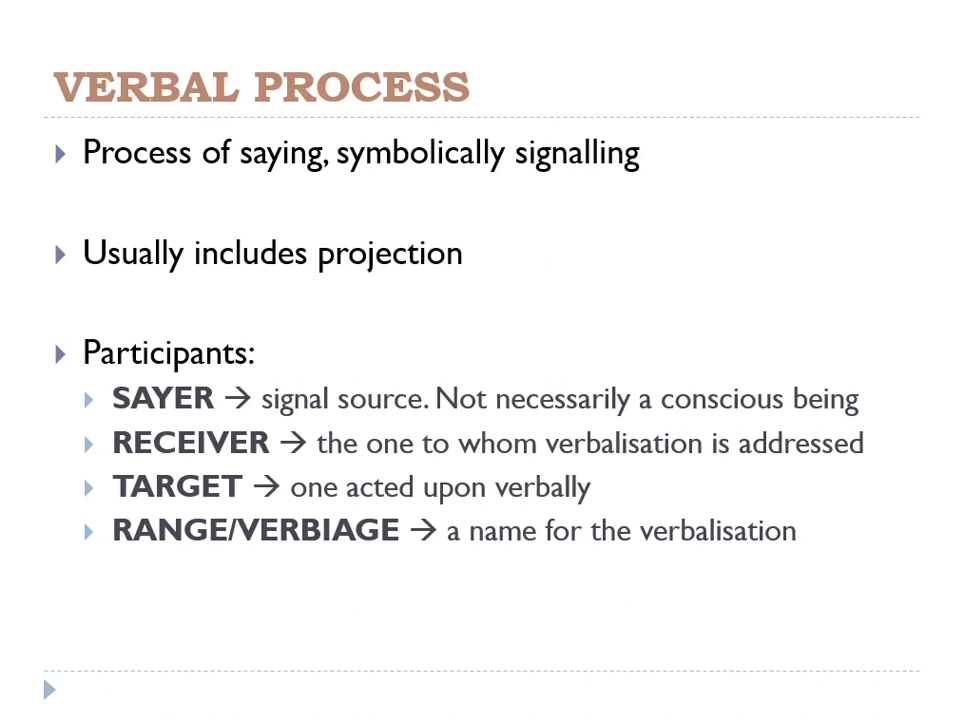 VERBAL PROCESS
Process of saying, symbolically signalling
Usually includes projection
Participants:
SAYER → signal source. Not necessarily a conscious being
RECEIVER → the one to whom verbalisation is addressed
TARGET → one acted upon verbally
RANGE/VERBIAGE → a name for the verbalisation